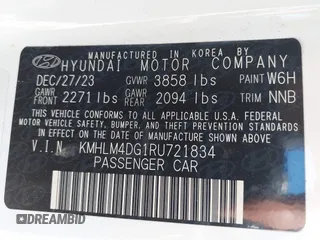 MANUFACTURED IN KOREA BY
HYUNDAI MOTOR COMPANY
DEC/27/23 GVWR 3858 lbs PAINT W6H
GAWR FRONT 2271 lbs GAWR REAR 2094 lbs TRIM NNB
THIS VEHICLE CONFORMS TO ALL APPLICABLE U.S.A. FEDERAL
MOTOR VEHICLE SAFETY, BUMPER, AND THEFT PREVENTION
STANDARDS IN EFFECT ON THE DATE OF MANUFACTURE SHOWN ABOVE.
V.I.N. KMHLM4DG1RU721834
PASSENGER CAR
DREAMBID